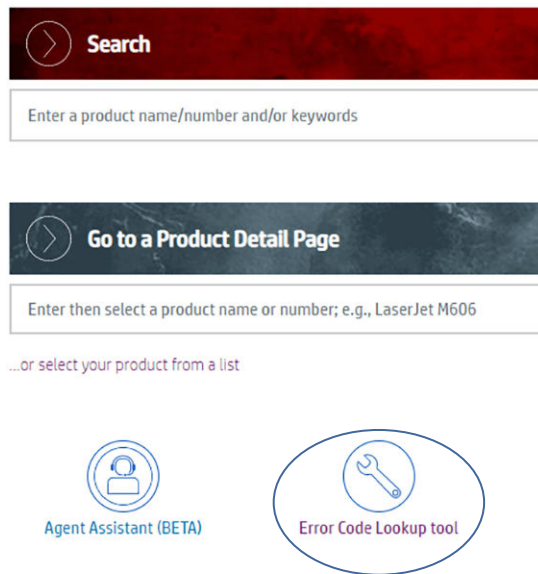 Search
Enter a product name/number and/or keywords
Go to a Product Detail Page
Enter then select a product name or number; e.g., LaserJet M606
...or select your product from a list
Agent Assistant (BETA)
Error Code Lookup tool